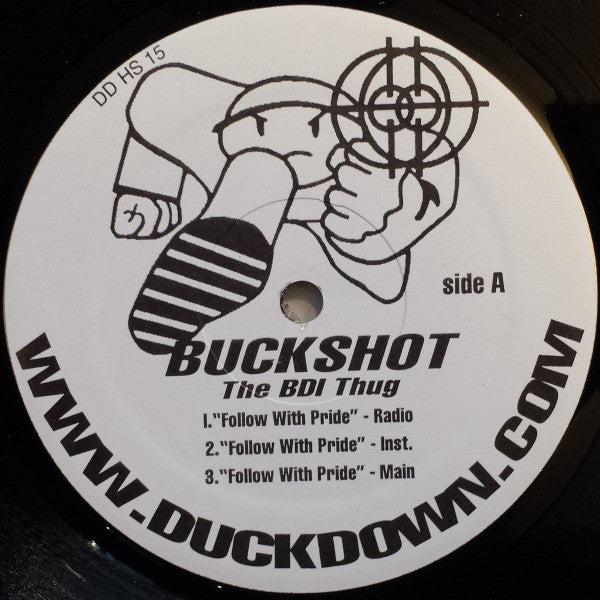 DD HS 15
side A
BUCKSHOT
The BDI Thug
1."Follow With Pride" - Radio
2."Follow With Pride" - Inst.
3."Follow With Pride" - Main
WWW.DUCKDOWN.COM